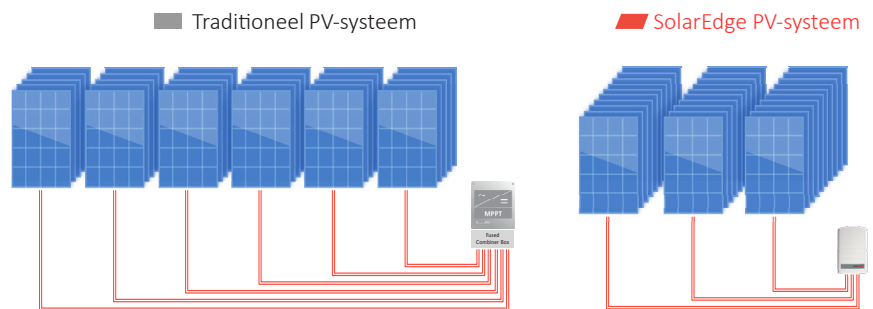 Traditioneel PV-systeem
SolarEdge PV-systeem
MPPT
Fused
Combiner Box